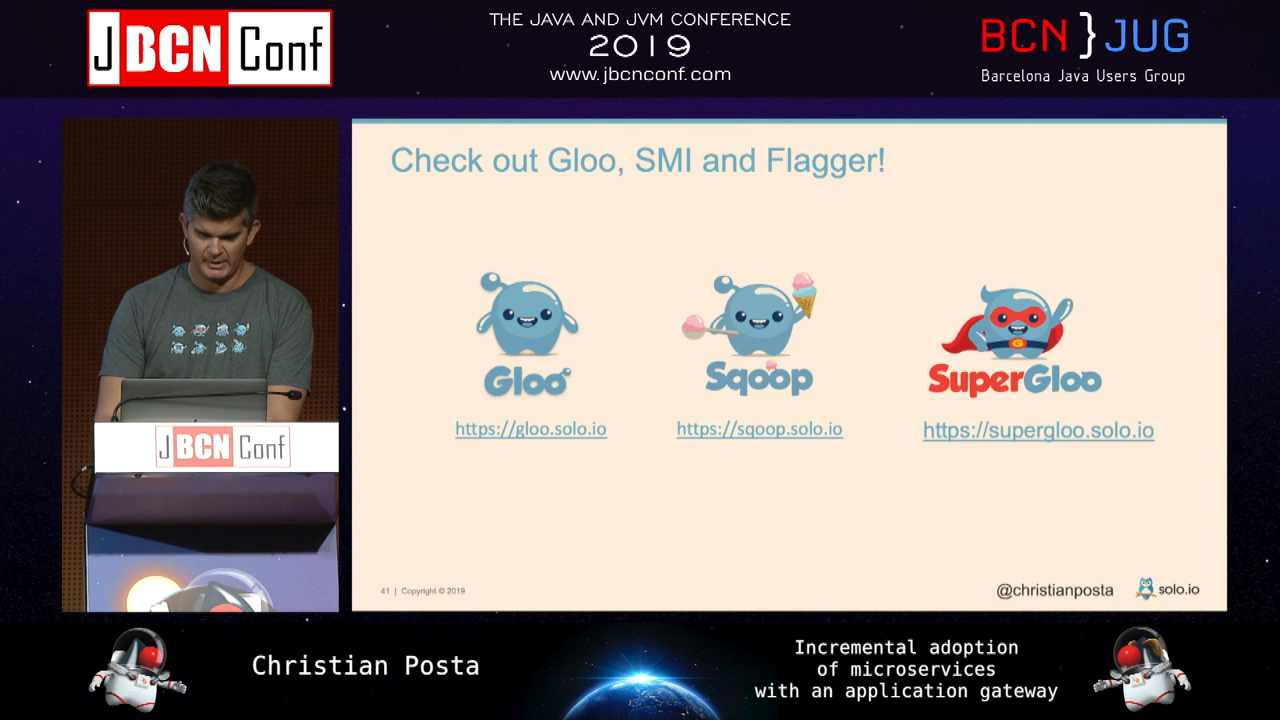 J BCN Conf
THE JAVA AND JVM CONFERENCE
2019
www.jbcnconf.com
BCN}JUG
Barcelona Java Users Group
Check out Gloo, SMI and Flagger!
Gloo
Sqoop
SuperGloo
https://gloo.solo.io
https://sqoop.solo.io
https://supergloo.solo.io
J BCN Conf
41 | Copyright © 2019
@christianposta
solo.io
Christian Posta
Incremental adoption
of microservices
with an application gateway